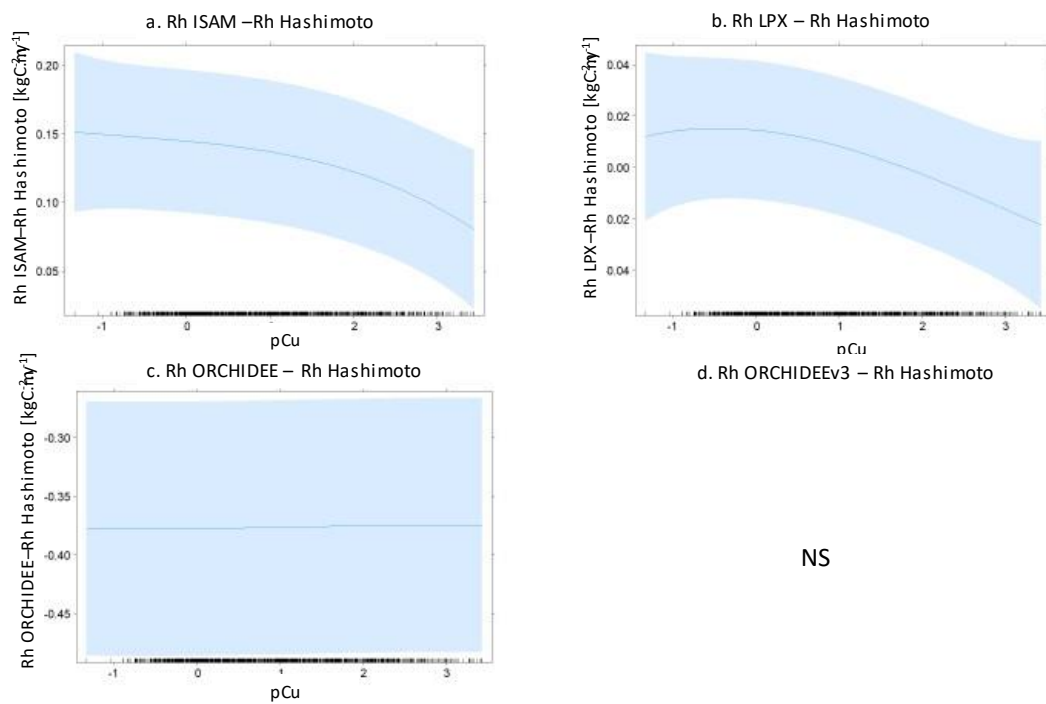 a. Rh ISAM –Rh Hashimoto
Rh ISAM–Rh Hashimoto [kgC.m-2y-1]
0.20
0.15
0.10
0.05
-1
0
1
2
3
b. Rh LPX – Rh Hashimoto
Rh LPX–Rh Hashimoto [kgC.m-2y-1]
0.04
0.02
0.00
0.02
0.04
-1
0
1
2
3
pCu
c. Rh ORCHIDEE – Rh Hashimoto
Rh ORCHIDEE–Rh Hashimoto [kgC.m-2y-1]
-0.30
-0.35
-0.40
-0.45
-1
0
1
2
3
pCu
d. Rh ORCHIDEEv3 – Rh Hashimoto
NS